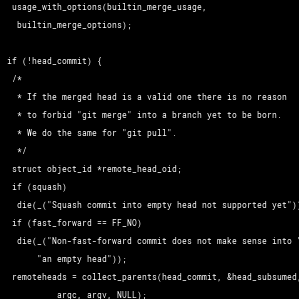 usage_with_options(builtin_merge_usage,
builtin_merge_options);
if (!head_commit) {
/*
* If the merged head is a valid one there is no reason
* to forbid "git merge" into a branch yet to be born.
* We do the same for "git pull".
*/
struct object_id *remote_head_oid;
if (squash)
die(_("Squash commit into empty head not supported yet"))
if (fast_forward == FF_NO)
die(_("Non-fast-forward commit does not make sense into "
"an empty head"));
remoteheads = collect_parents(head_commit, &head_subsumed,
argc, argv, NULL);